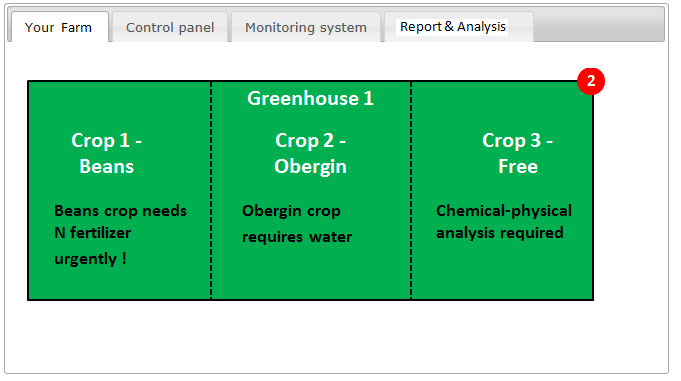 Your Farm Control panel Monitoring system Report & Analysis
2
Greenhouse 1
Crop 1 -
Beans
Crop 2 -
Obergin
Crop 3 -
Free
Beans crop needs
N fertilizer
urgently !
Obergin crop
requires water
Chemical-physical
analysis required